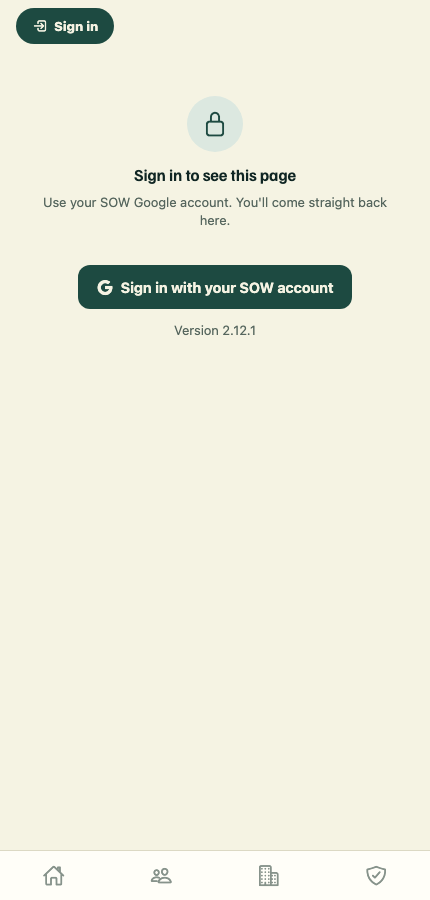 Sign in
Sign in to see this page
Use your SOW Google account. You'll come straight back
here.
Sign in with your SOW account
Version 2.12.1